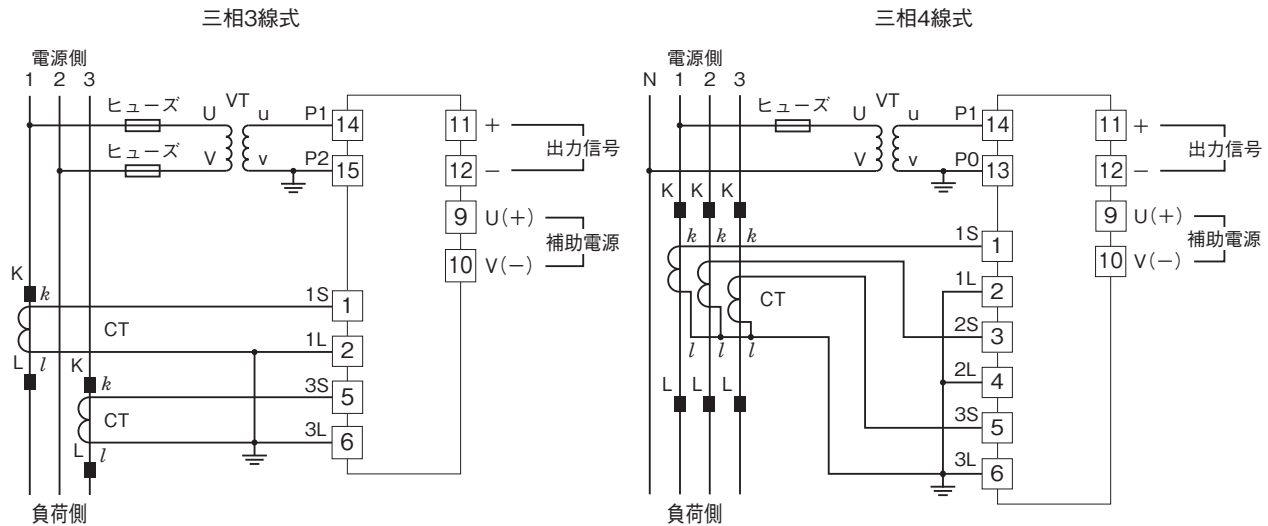 三相3線式
電源側
1 2 3
ヒューズ
U VT u P1 14
ヒューズ
V v P2 15
11 +
出力信号
12 −
9 U(+)
補助電源
10 V(−)
K
k
1S 1
CT
1L 2
L l
K
k
3S 5
CT
3L 6
L l
負荷側
三相4線式
電源側
N 1 2 3
ヒューズ
U VT u P1 14
V v P0 13
11 +
出力信号
12 −
9 U(+)
補助電源
10 V(−)
K K K
k k k
1S 1
1L 2
CT
2S 3
l l l
2L 4
L L L
3S 5
3L 6
負荷側